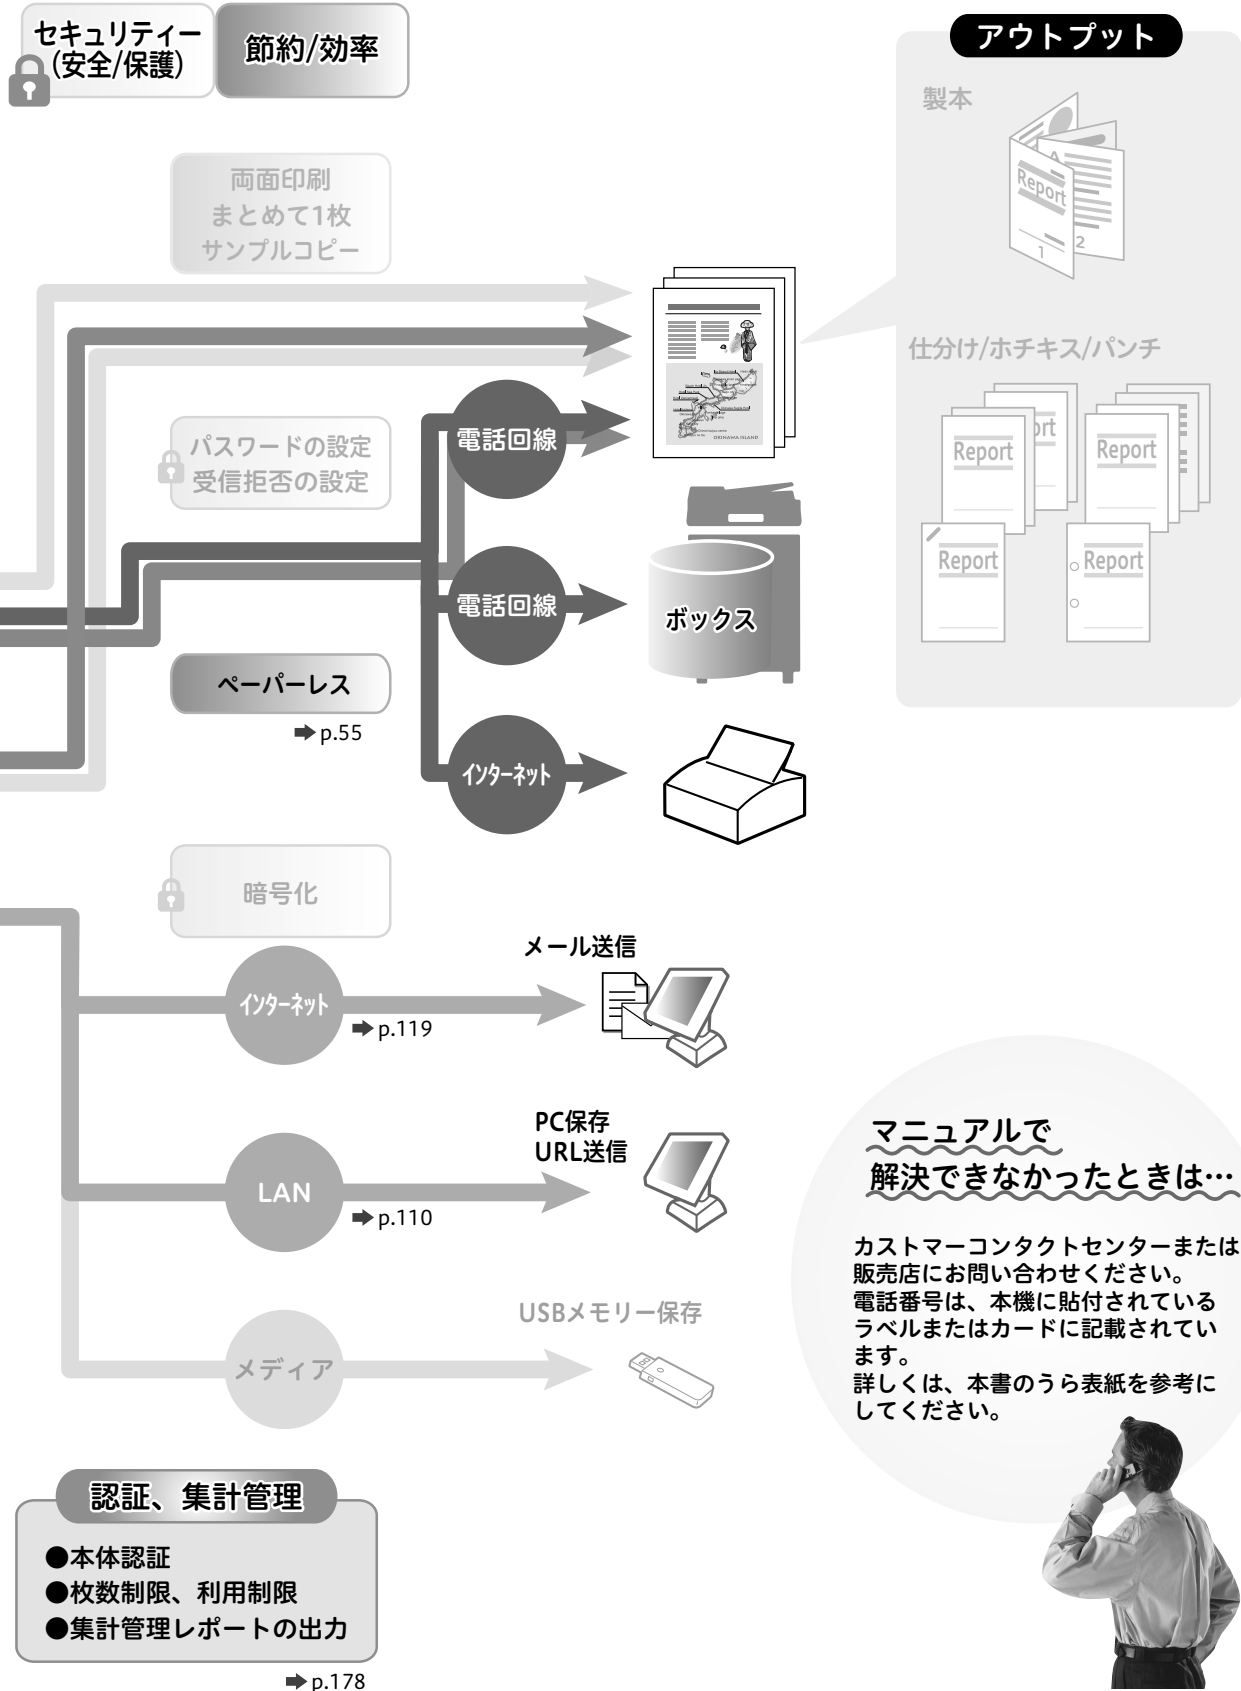 セキュリティー
(安全/保護)
節約/効率
アウトプット
製本
Report
A
1
2
両面印刷
まとめて1枚
サンプルコピー
仕分け/ホチキス/パンチ
Report
Report
Report
Report
OKINAWA ISLAND
電話回線
パスワードの設定
受信拒否の設定
電話回線
ボックス
ペーパーレス
p.55
インターネット
暗号化
メール送信
インターネット
p.119
PC保存
URL送信
LAN
p.110
USBメモリー保存
メディア
マニュアルで
解決できなかったときは…
カストマーコンタクトセンターまたは
販売店にお問い合わせください。
電話番号は、本機に貼付されている
ラベルまたはカードに記載されてい
ます。
詳しくは、本書のうら表紙を参考に
してください。
認証、集計管理
●本体認証
●枚数制限、利用制限
●集計管理レポートの出力
p.178